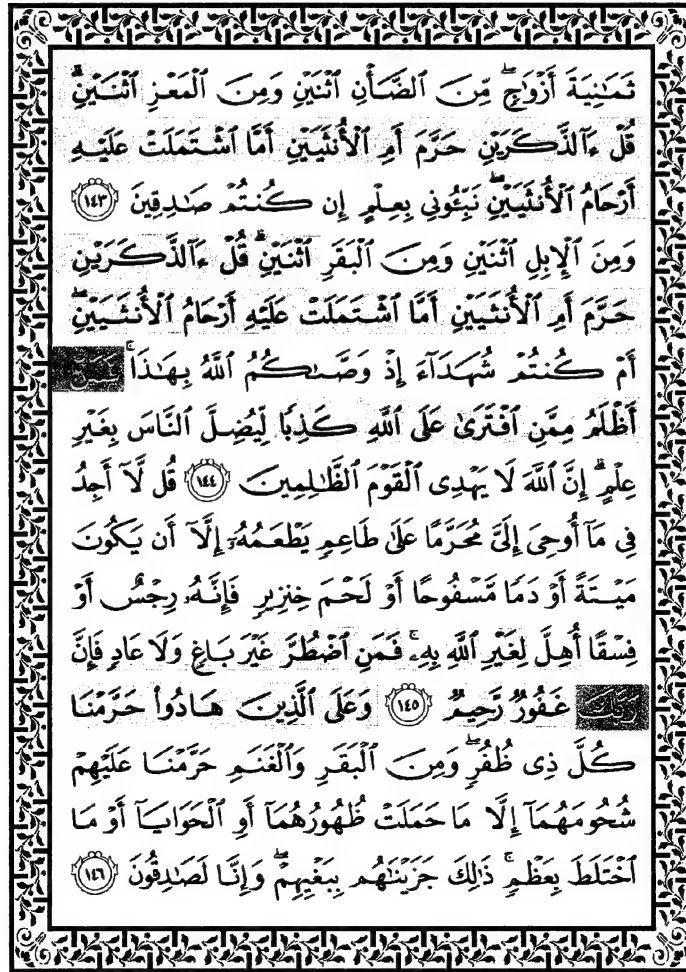 ثَمَٰنِيَةَ أَزْوَٰجٍۖ مِّنَ ٱلضَّأْنِ ٱثْنَيْنِ وَمِنَ ٱلْمَعْزِ ٱثْنَيْنِۗ
قُلْ ءَآلذَّكَرَيْنِ حَرَّمَ أَمِ ٱلْأُنثَيَيْنِ أَمَّا ٱشْتَمَلَتْ عَلَيْهِ
أَرْحَامُ ٱلْأُنثَيَيْنِۖ نَبِّـُٔونِي بِعِلْمٍ إِن كُنتُمْ صَٰدِقِينَ ١٤٣
وَمِنَ ٱلْإِبِلِ ٱثْنَيْنِ وَمِنَ ٱلْبَقَرِ ٱثْنَيْنِۗ قُلْ ءَآلذَّكَرَيْنِ
حَرَّمَ أَمِ ٱلْأُنثَيَيْنِ أَمَّا ٱشْتَمَلَتْ عَلَيْهِ أَرْحَامُ ٱلْأُنثَيَيْنِۖ
أَمْ كُنتُمْ شُهَدَآءَ إِذْ وَصَّىٰكُمُ ٱللَّهُ بِهَٰذَاۚ فَمَنْ
أَظْلَمُ مِمَّنِ ٱفْتَرَىٰ عَلَى ٱللَّهِ كَذِبًا لِّيُضِلَّ ٱلنَّاسَ بِغَيْرِ
عِلْمٍۗ إِنَّ ٱللَّهَ لَا يَهْدِى ٱلْقَوْمَ ٱلظَّٰلِمِينَ ١٤٤ قُل لَّآ أَجِدُ
فِي مَآ أُوحِىَ إِلَىَّ مُحَرَّمًا عَلَىٰ طَاعِمٍ يَطْعَمُهُۥٓ إِلَّآ أَن يَكُونَ
مَيْتَةً أَوْ دَمًا مَّسْفُوحًا أَوْ لَحْمَ خِنزِيرٍ فَإِنَّهُۥ رِجْسٌ أَوْ
فِسْقًا أُهِلَّ لِغَيْرِ ٱللَّهِ بِهِۦۚ فَمَنِ ٱضْطُرَّ غَيْرَ بَاغٍ وَلَا عَادٍ فَإِنَّ
رَبَّكَ غَفُورٌ رَّحِيمٌ ١٤٥ وَعَلَى ٱلَّذِينَ هَادُوا۟ حَرَّمْنَا
كُلَّ ذِى ظُفُرٍۖ وَمِنَ ٱلْبَقَرِ وَٱلْغَنَمِ حَرَّمْنَا عَلَيْهِمْ
شُحُومَهُمَآ إِلَّا مَا حَمَلَتْ ظُهُورُهُمَآ أَوِ ٱلْحَوَايَآ أَوْ مَا
ٱخْتَلَطَ بِعَظْمٍۚ ذَٰلِكَ جَزَيْنَٰهُم بِبَغْيِهِمْۖ وَإِنَّا لَصَٰدِقُونَ ١٤٦